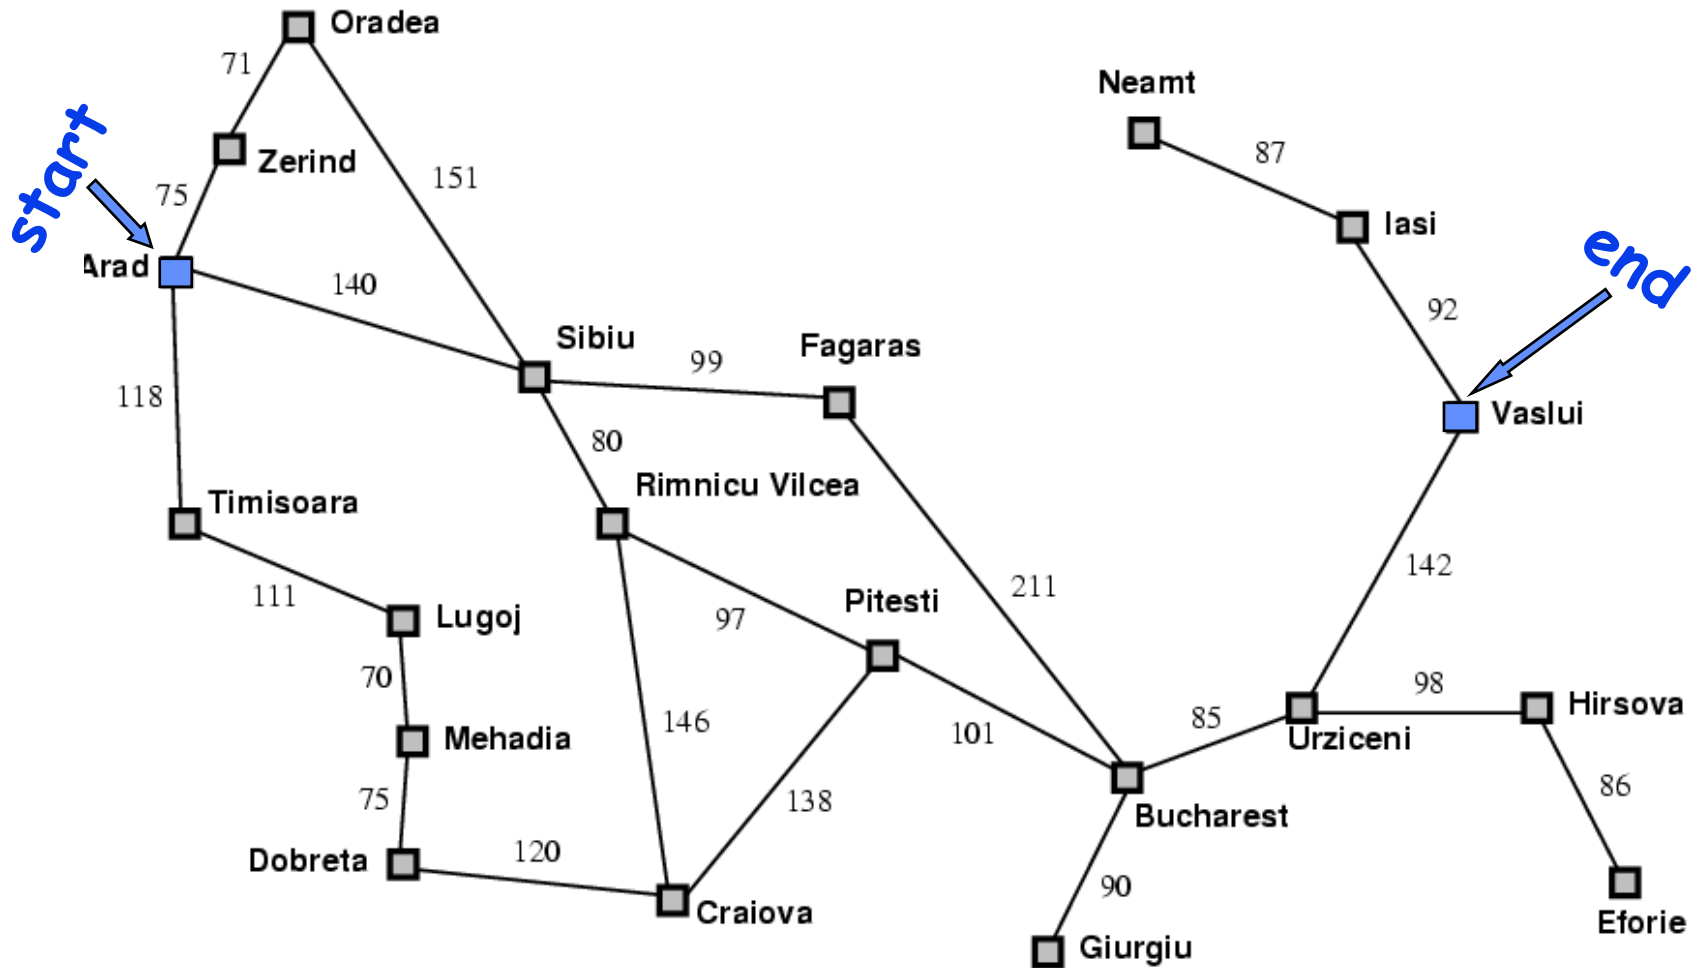 Oradea
71
Neamt
start
87
Zerind
151
75
Iasi
end
Arad
140
92
Sibiu
Fagaras
99
118
Vaslui
80
Rimnicu Vilcea
Timisoara
142
211
111
Pitesti
Lugoj
97
70
98
Hirsova
146
85
101
Mehadia
Urziceni
86
75
138
Bucharest
120
Dobreta
90
Craiova
Eforie
Giurgiu